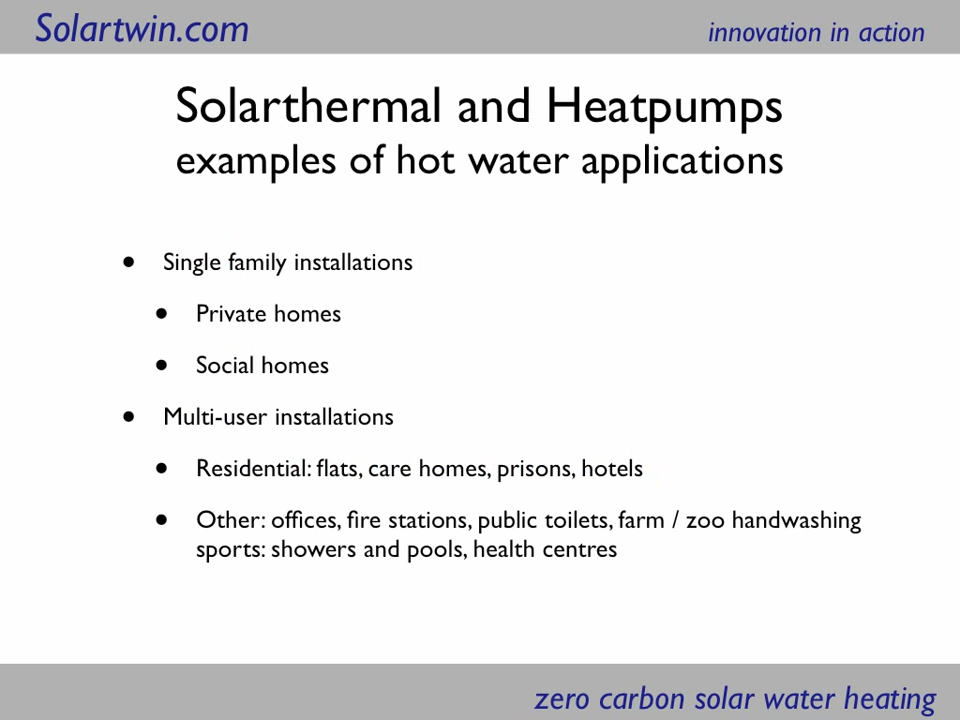 Solartwin.com
innovation in action
Solarthermal and Heatpumps
examples of hot water applications
• Single family installations
• Private homes
• Social homes
• Multi-user installations
• Residential: flats, care homes, prisons, hotels
• Other: offices, fire stations, public toilets, farm / zoo handwashing
sports: showers and pools, health centres
zero carbon solar water heating